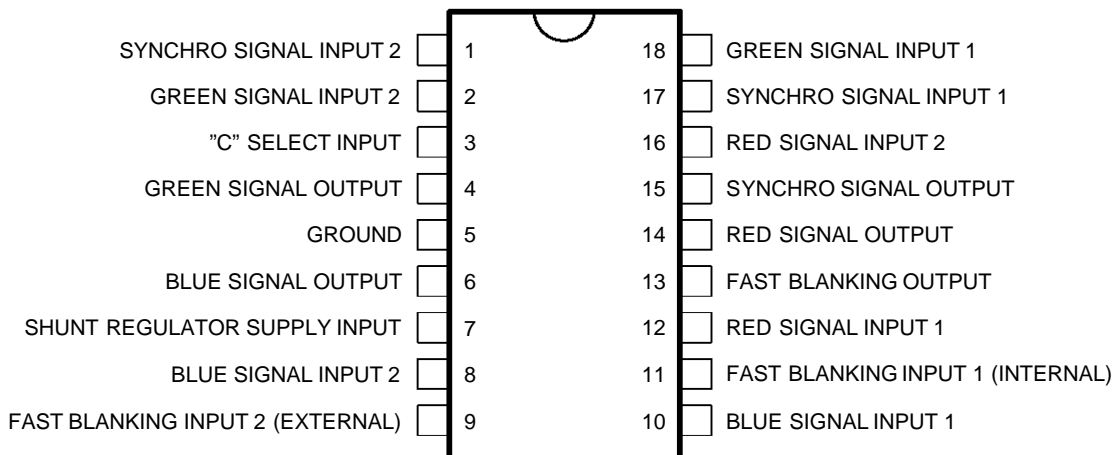 SYNCHRO SIGNAL INPUT 2 1 18 GREEN SIGNAL INPUT 1
GREEN SIGNAL INPUT 2 2 17 SYNCHRO SIGNAL INPUT 1
”C” SELECT INPUT 3 16 RED SIGNAL INPUT 2
GREEN SIGNAL OUTPUT 4 15 SYNCHRO SIGNAL OUTPUT
GROUND 5 14 RED SIGNAL OUTPUT
BLUE SIGNAL OUTPUT 6 13 FAST BLANKING OUTPUT
SHUNT REGULATOR SUPPLY INPUT 7 12 RED SIGNAL INPUT 1
BLUE SIGNAL INPUT 2 8 11 FAST BLANKING INPUT 1 (INTERNAL)
FAST BLANKING INPUT 2 (EXTERNAL) 9 10 BLUE SIGNAL INPUT 1